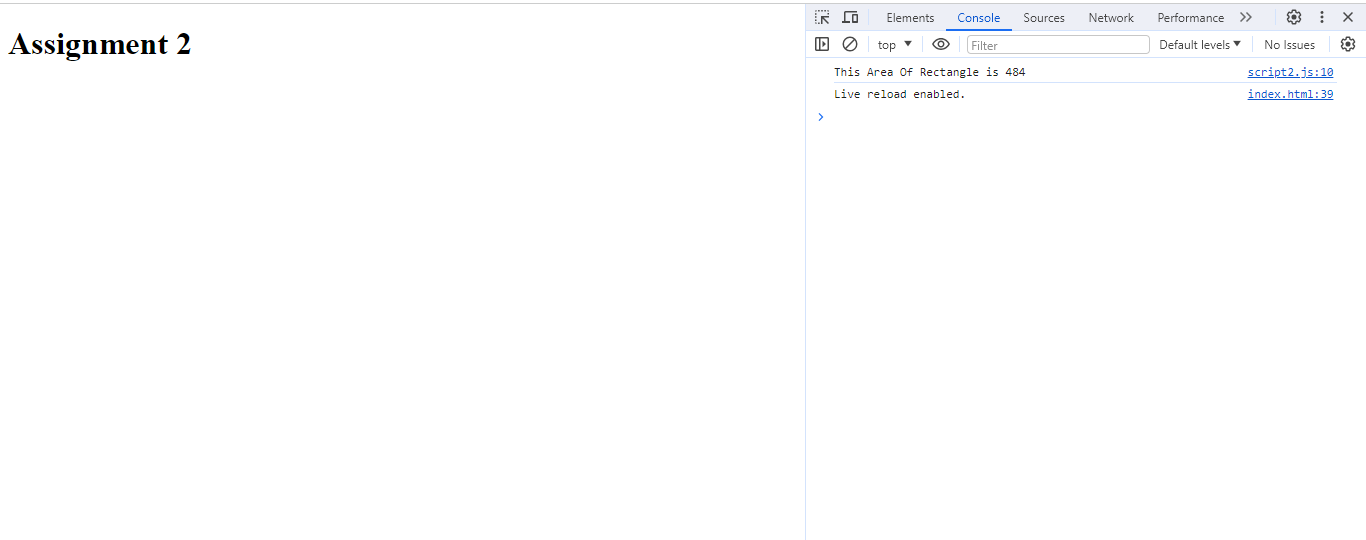 Assignment 2
Elements Console Sources Network Performance
top Filter Default levels No Issues
This Area Of Rectangle is 484 script2.js:10
Live reload enabled. index.html:39